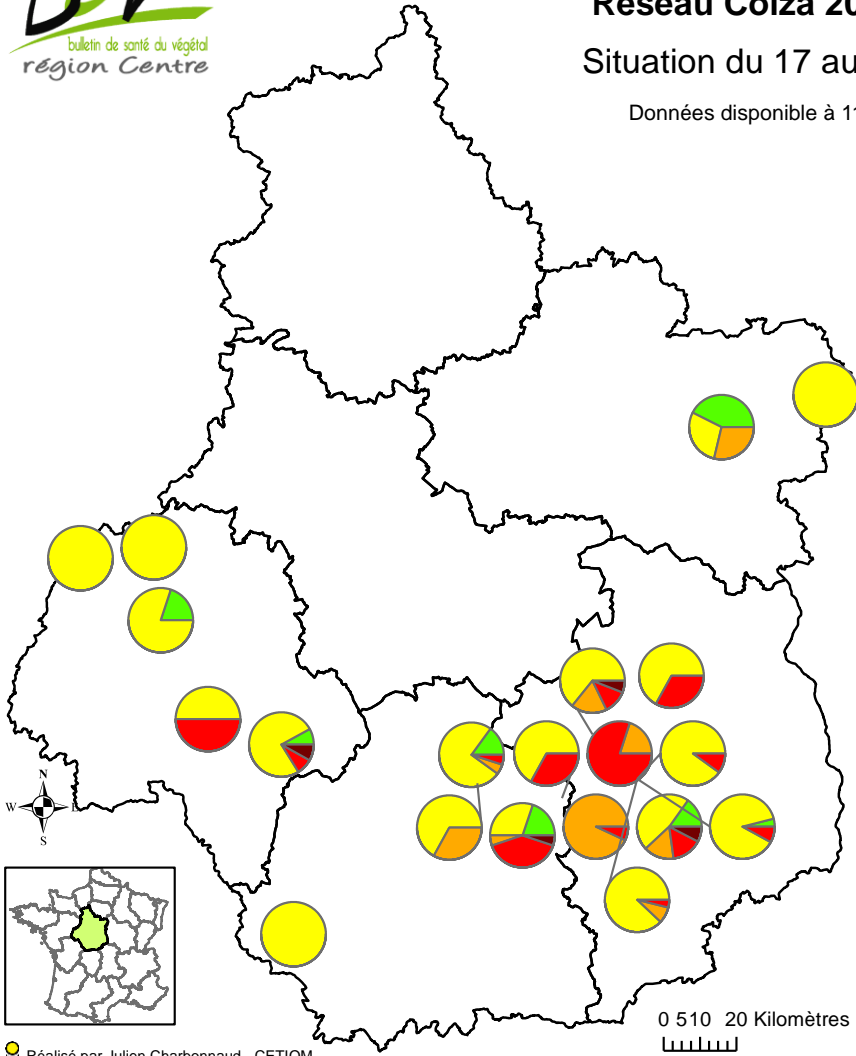 bulletin de santé du végétal
région Centre
Réseau Colza 20
Situation du 17 au
Données disponible à 1
N
W
S
0 510 20 Kilomètres
Réalisé par Julien Charbonnaud - CETIOM